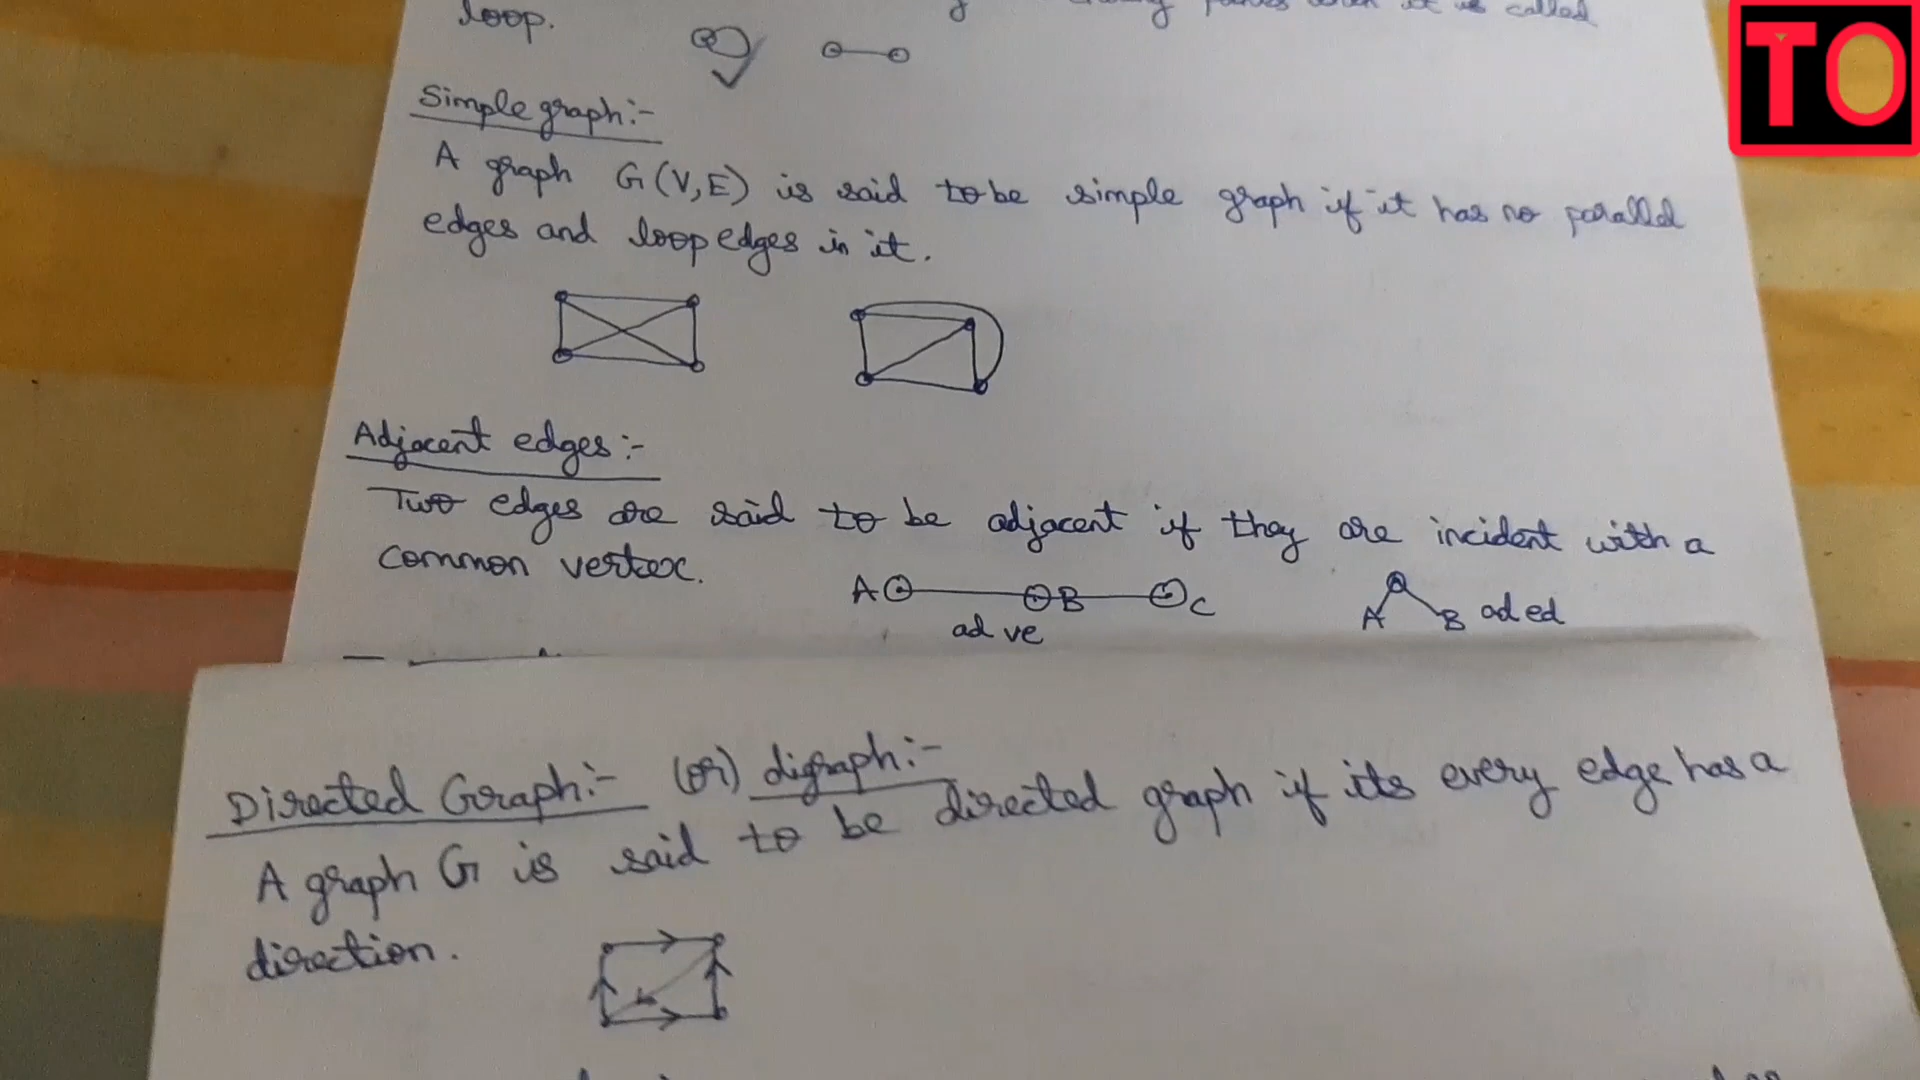 called
loop.
TO
Simple graph:-
A graph G(V,E) is said to be simple graph if it has no parallel
edges and loop edges in it.
Adjacent edges:-
Two edges are said to be adjacent if they are incident with a
common vertex.
A B C
ad ve
A B ad ed
Directed Graph:- (or) digraph:-
A graph G is said to be directed graph if its every edge has a
direction.